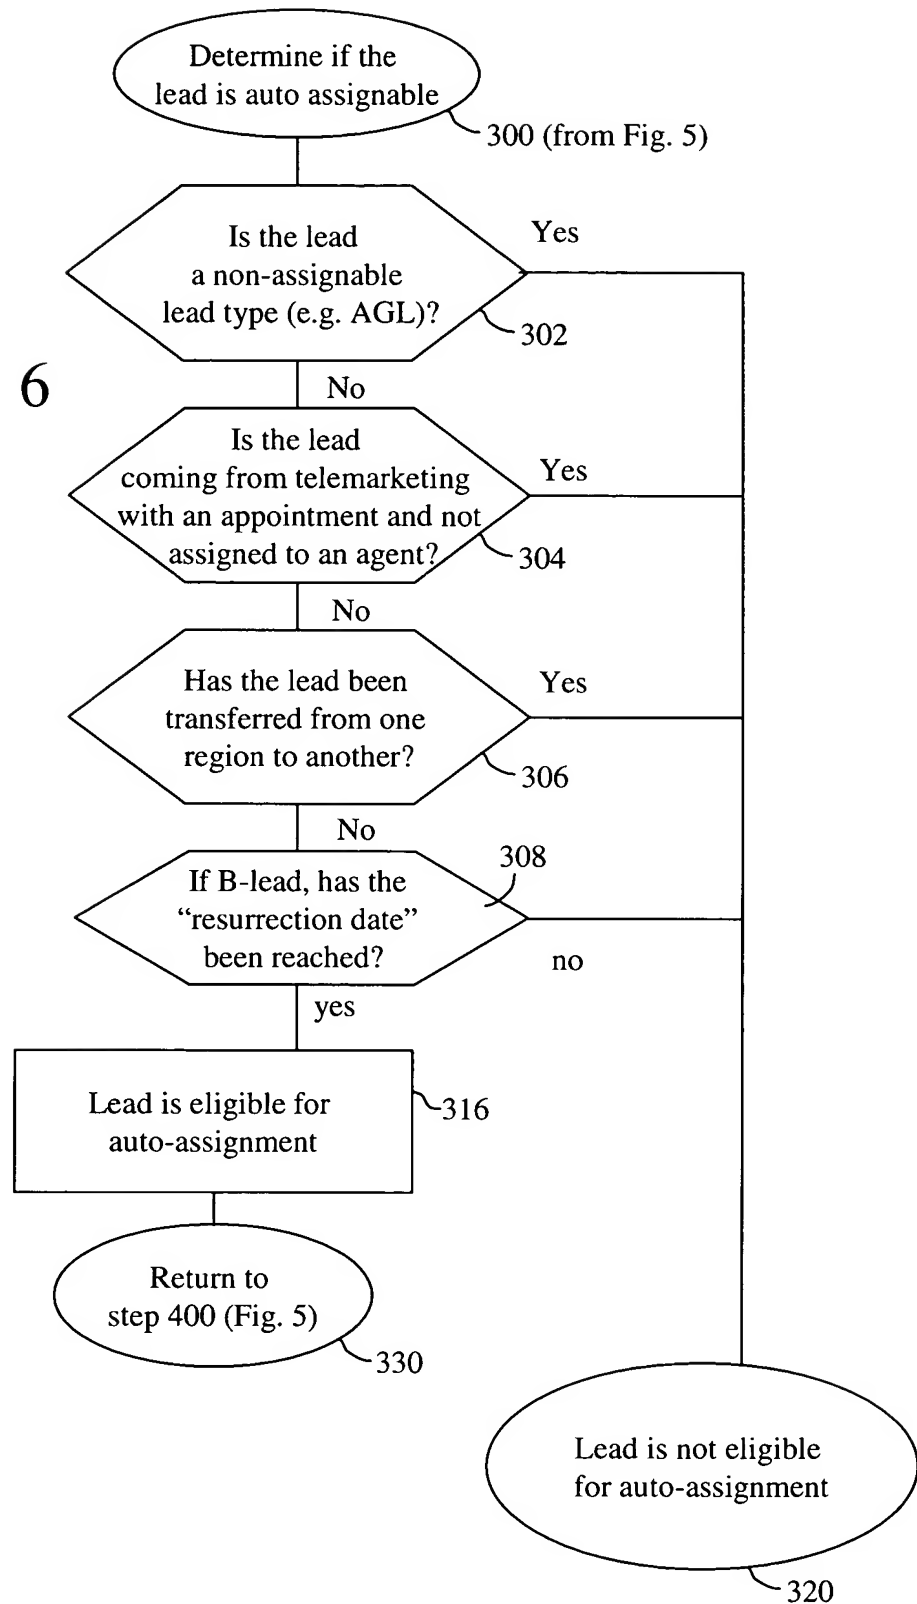 Determine if the
lead is auto assignable
300 (from Fig. 5)
Is the lead
a non-assignable
lead type (e.g. AGL)?
Yes
302
6
No
Is the lead
coming from telemarketing
with an appointment and not
assigned to an agent?
Yes
304
No
Has the lead been
transferred from one
region to another?
Yes
306
No
If B-lead, has the
“resurrection date”
been reached?
308
no
yes
Lead is eligible for
auto-assignment
316
Return to
step 400 (Fig. 5)
330
Lead is not eligible
for auto-assignment
320